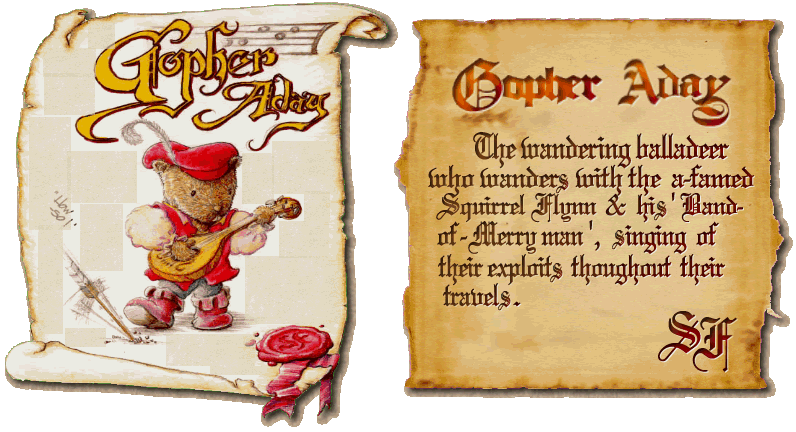 Gopher
Aday
Gopher Aday
The wandering balladeer
who wanders with the a-famed
Squirrel Flynn & his 'Band-
of-Merry man', singing of
their exploits thoughout their
travels.
SF